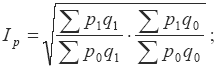 I_p = \sqrt{\frac{\sum p_1 q_1}{\sum p_0 q_1} \cdot \frac{\sum p_1 q_0}{\sum p_0 q_0}} ;